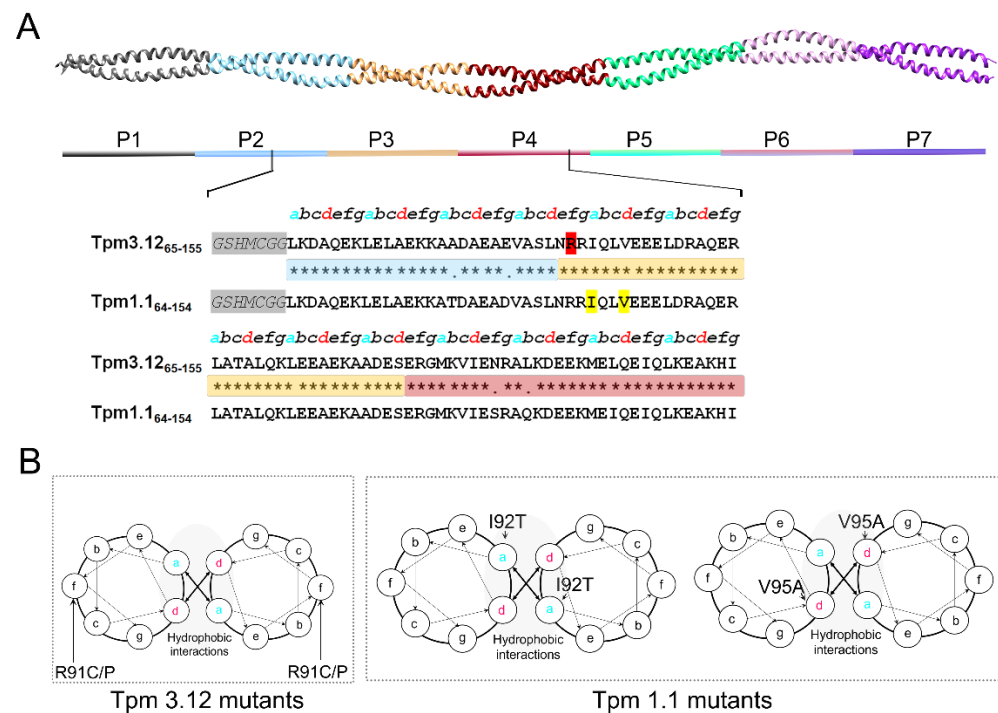 A
P1 P2 P3 P4 P5 P6 P7
abcdefgabcdefgabcdefgabcdefgabcdefgabcdefg
Tpm3.12₆₅₋₁₅₅ GSHMCGGLKDAQEKLELAEKKAADAEAEVASLNRRIQLVEEELDRAQER
***************.****.**** *****************
Tpm1.1₆₄₋₁₅₄ GSHMCGGLKDAQEKLELAEKKATDAEADVASLNRRIQLVEEELDRAQER
abcdefgabcdefgabcdefgabcdefgabcdefgabcdefgabcdefg
Tpm3.12₆₅₋₁₅₅ LATALQKLEEAEKAADESERGMKVIENRALKDEEKMELQEIQLKEAKHI
****************** ********.**.*******************
Tpm1.1₆₄₋₁₅₄ LATALQKLEEAEKAADESERGMKVIESRAQKDEEKMEIQEIQLKEAKHI
B
e g b a d c f f c d a b g e
Hydrophobic
interactions
R91C/P R91C/P
Tpm 3.12 mutants
I92T
e g b a d c f f c d a b g e
I92T
Hydrophobic
interactions
V95A
e g b a d c f f c d a b g e
V95A
Hydrophobic
interactions
Tpm 1.1 mutants